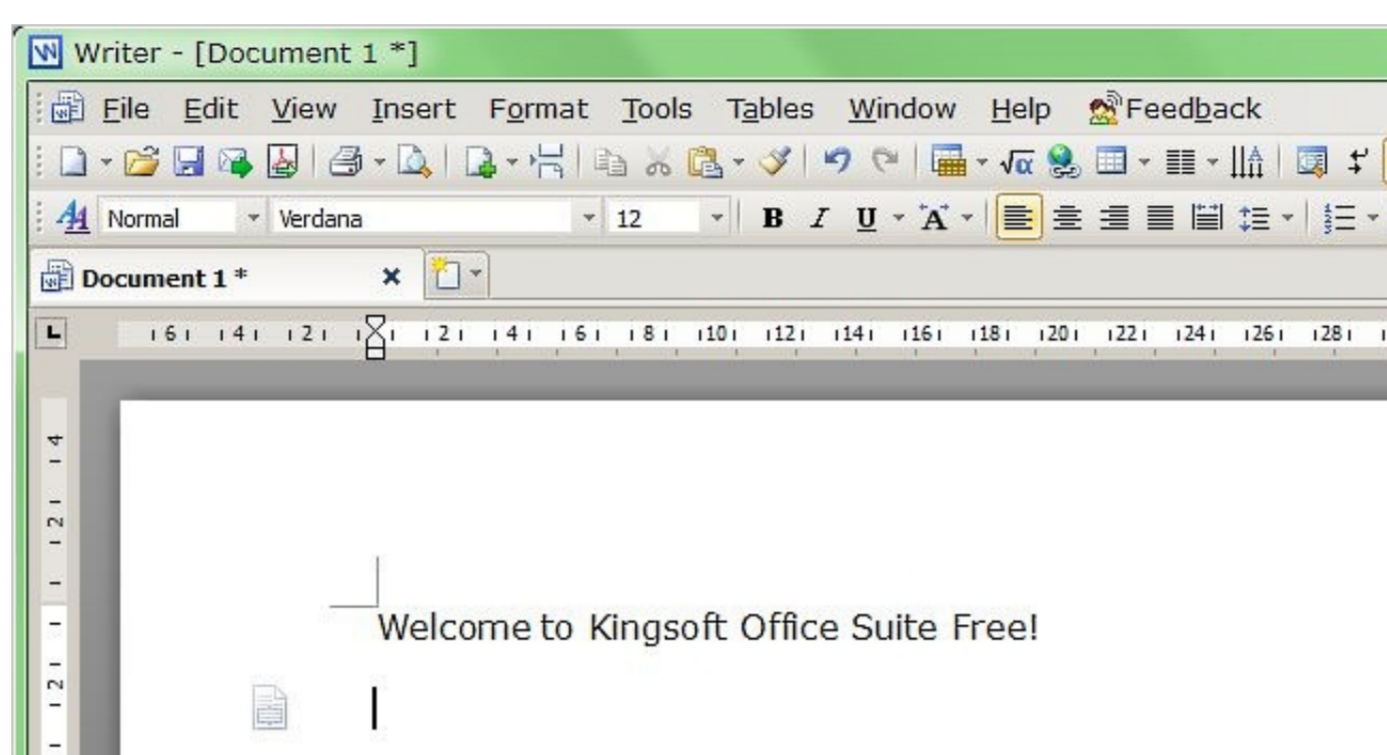 Writer - [Document 1 *]
File Edit View Insert Format Tools Tables Window Help Feedback
Normal Verdana 12 B I U A
Document 1 *
L 6 4 2 2 4 6 8 10 12 14 16 18 20 22 24 26 28
4
2
Welcome to Kingsoft Office Suite Free!
2